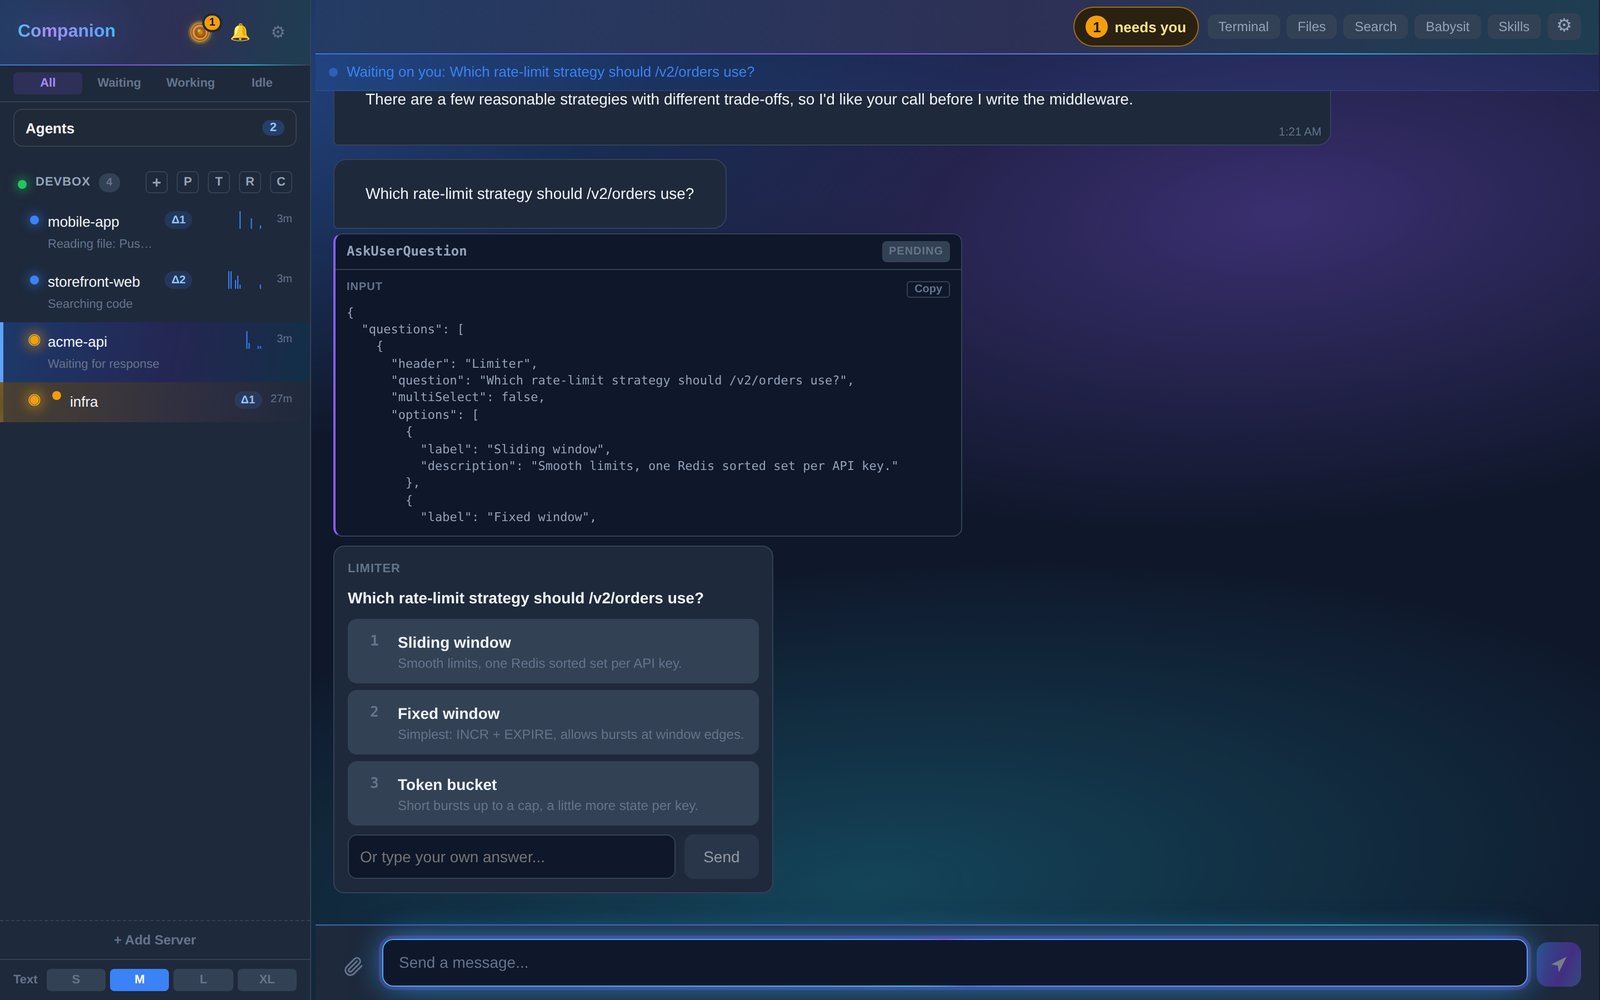 Companion
1
All
Waiting
Working
Idle
Agents
2
DEVBOX
4
+
P
T
R
C
mobile-app
Δ1
3m
Reading file: Pus…
storefront-web
Δ2
3m
Searching code
acme-api
3m
Waiting for response
infra
Δ1
27m
+ Add Server
Text
S
M
L
XL
1 needs you
Terminal
Files
Search
Babysit
Skills
Waiting on you: Which rate-limit strategy should /v2/orders use?
There are a few reasonable strategies with different trade-offs, so I'd like your call before I write the middleware.
1:21 AM
Which rate-limit strategy should /v2/orders use?
AskUserQuestion
PENDING
INPUT
Copy
{
"questions": [
{
"header": "Limiter",
"question": "Which rate-limit strategy should /v2/orders use?",
"multiSelect": false,
"options": [
{
"label": "Sliding window",
"description": "Smooth limits, one Redis sorted set per API key."
},
{
"label": "Fixed window",
LIMITER
Which rate-limit strategy should /v2/orders use?
1
Sliding window
Smooth limits, one Redis sorted set per API key.
2
Fixed window
Simplest: INCR + EXPIRE, allows bursts at window edges.
3
Token bucket
Short bursts up to a cap, a little more state per key.
Or type your own answer...
Send
Send a message...